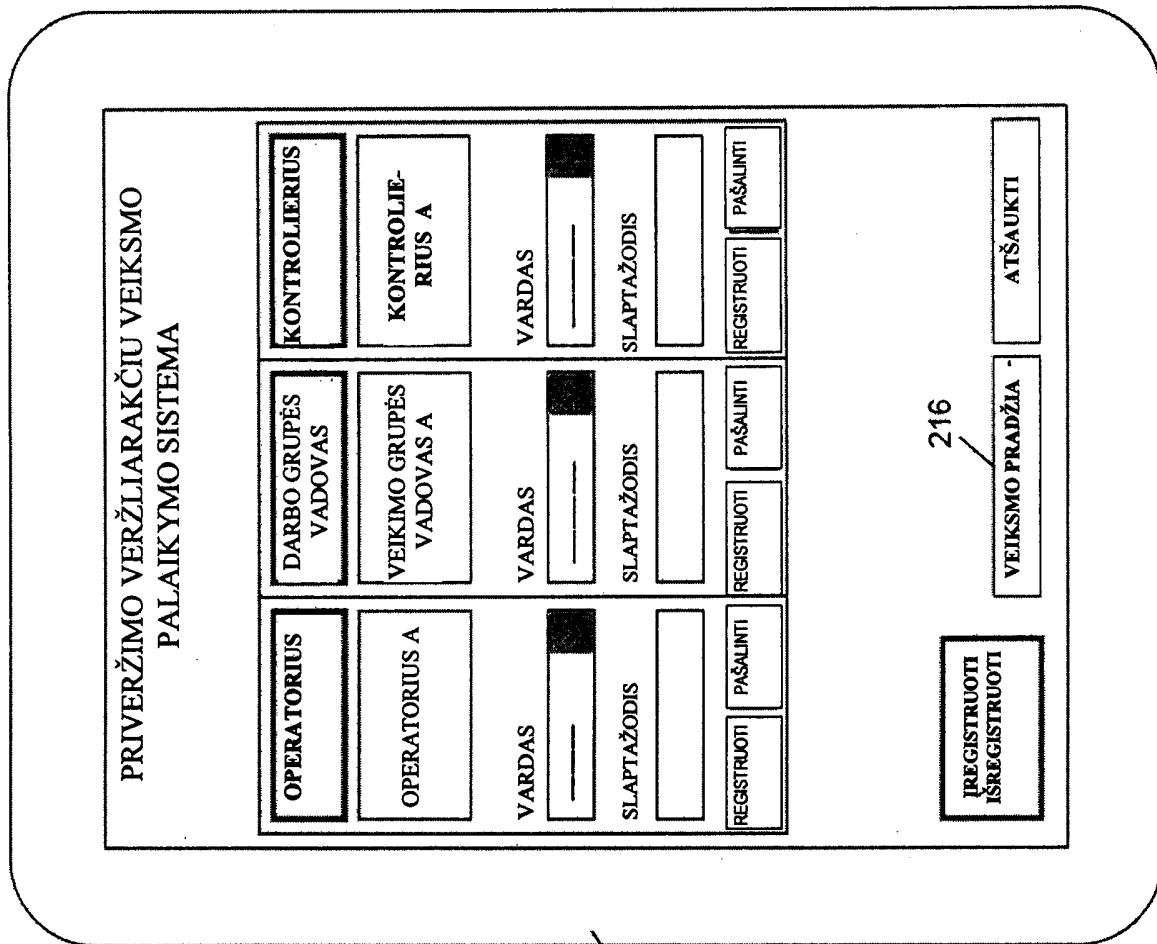 PRIVERŽIMO VERŽLIARAKČIU VEIKSMO
PALAIKYMO SISTEMA
OPERATORIUS
OPERATORIUS A
VARDAS
SLAPTAŽODIS
REGISTRUOTI
PAŠALINTI
DARBO GRUPĖS
VADOVAS
VEIKIMO GRUPĖS
VADOVAS A
VARDAS
SLAPTAŽODIS
REGISTRUOTI
PAŠALINTI
KONTROLIERIUS
KONTROLIE-
RIUS A
VARDAS
SLAPTAŽODIS
REGISTRUOTI
PAŠALINTI
216
ĮREGISTRUOTI
IŠREGISTRUOTI
VEIKSMO PRADŽIA
ATŠAUKTI